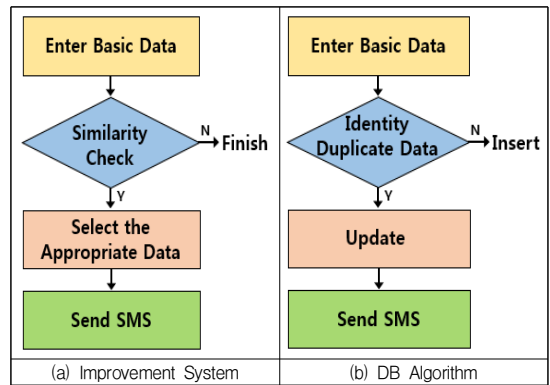 Enter Basic Data
Similarity
Check
N
Finish
Y
Select the
Appropriate Data
Send SMS
(a) Improvement System
Enter Basic Data
Identity
Duplicate Data
N
Insert
Y
Update
Send SMS
(b) DB Algorithm